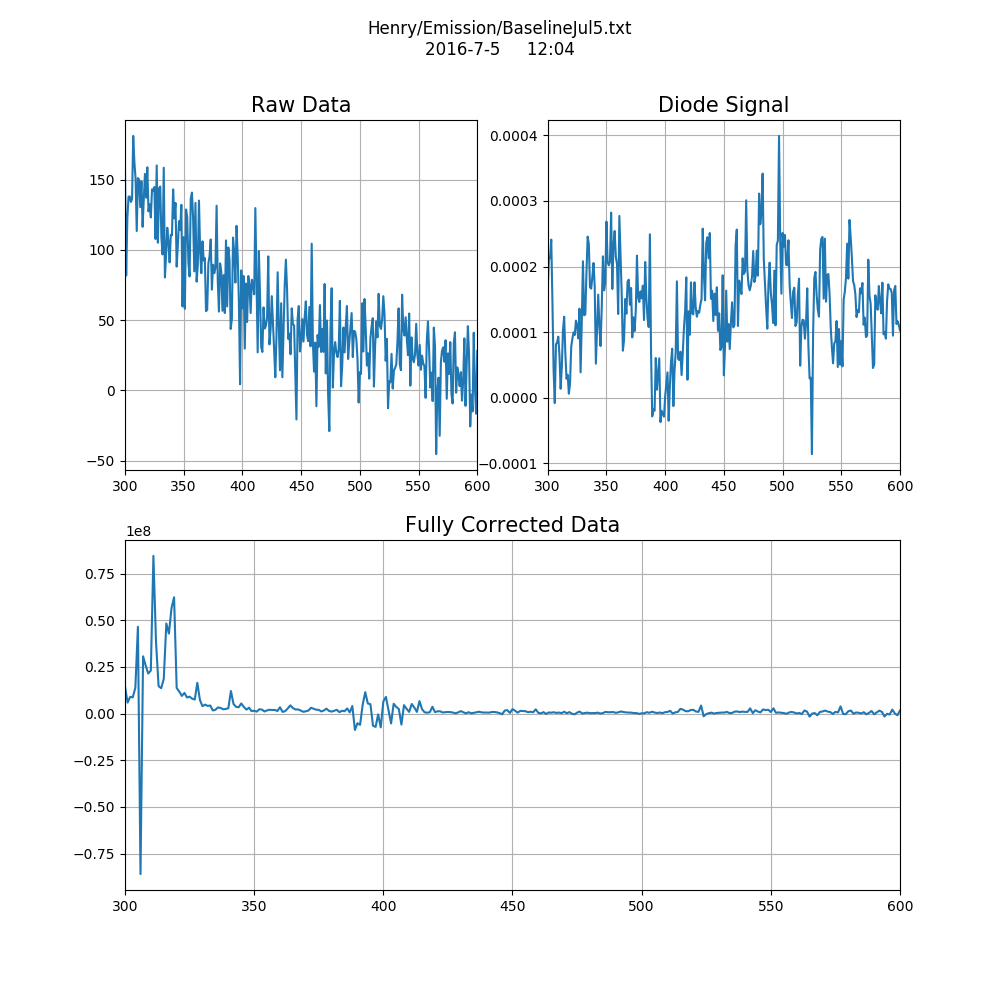 Henry/Emission/BaselineJul5.txt
2016-7-5 12:04
Raw Data
150
100
50
0
−50
300 350 400 450 500 550 600
Diode Signal
0.0004
0.0003
0.0002
0.0001
0.0000
−0.0001
300 350 400 450 500 550 600
Fully Corrected Data
1e8
0.75
0.50
0.25
0.00
−0.25
−0.50
−0.75
300 350 400 450 500 550 600